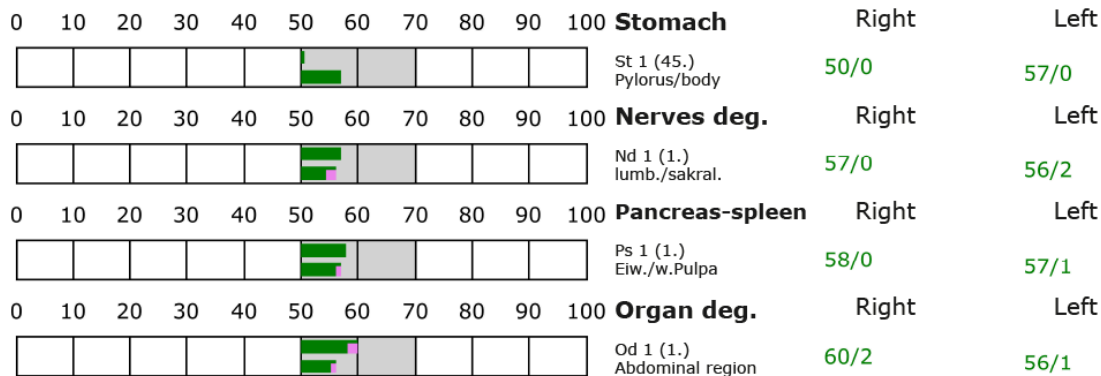 0 10 20 30 40 50 60 70 80 90 100 Stomach Right Left
St 1 (45.) 50/0 57/0
Pylorus/body
0 10 20 30 40 50 60 70 80 90 100 Nerves deg. Right Left
Nd 1 (1.) 57/0 56/2
lumb./sakral.
0 10 20 30 40 50 60 70 80 90 100 Pancreas-spleen Right Left
Ps 1 (1.) 58/0 57/1
Eiw./w.Pulpa
0 10 20 30 40 50 60 70 80 90 100 Organ deg. Right Left
Od 1 (1.) 60/2 56/1
Abdominal region